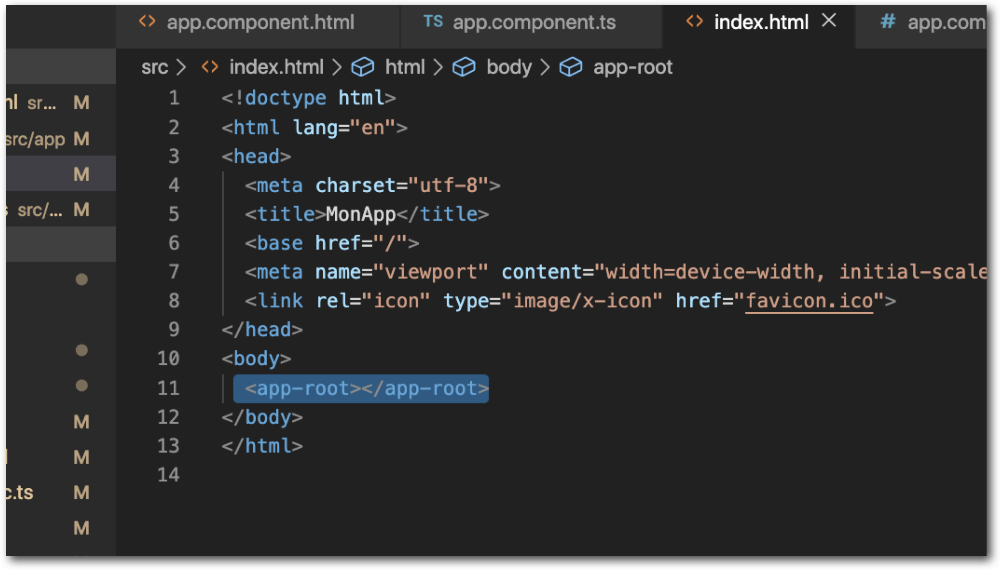 app.component.html TS app.component.ts index.html # app.com
src > index.html > html > body > app-root
sr... M
src/app M
M
src/... M
M
M
c.ts M
M
1 <!doctype html>
2 <html lang="en">
3 <head>
4 <meta charset="utf-8">
5 <title>MonApp</title>
6 <base href="/">
7 <meta name="viewport" content="width=device-width, initial-scale
8 <link rel="icon" type="image/x-icon" href="favicon.ico">
9 </head>
10 <body>
11 <app-root></app-root>
12 </body>
13 </html>
14